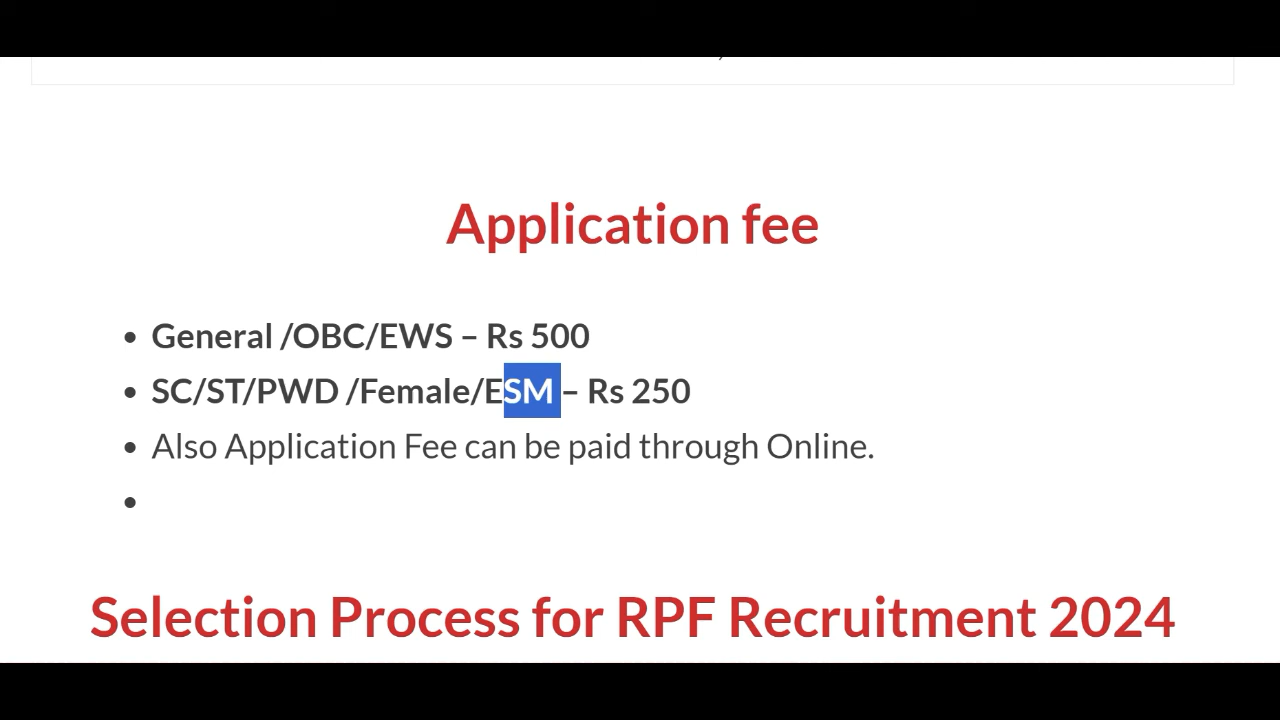 Application fee
General /OBC/EWS – Rs 500
SC/ST/PWD /Female/ESM – Rs 250
Also Application Fee can be paid through Online.
Selection Process for RPF Recruitment 2024